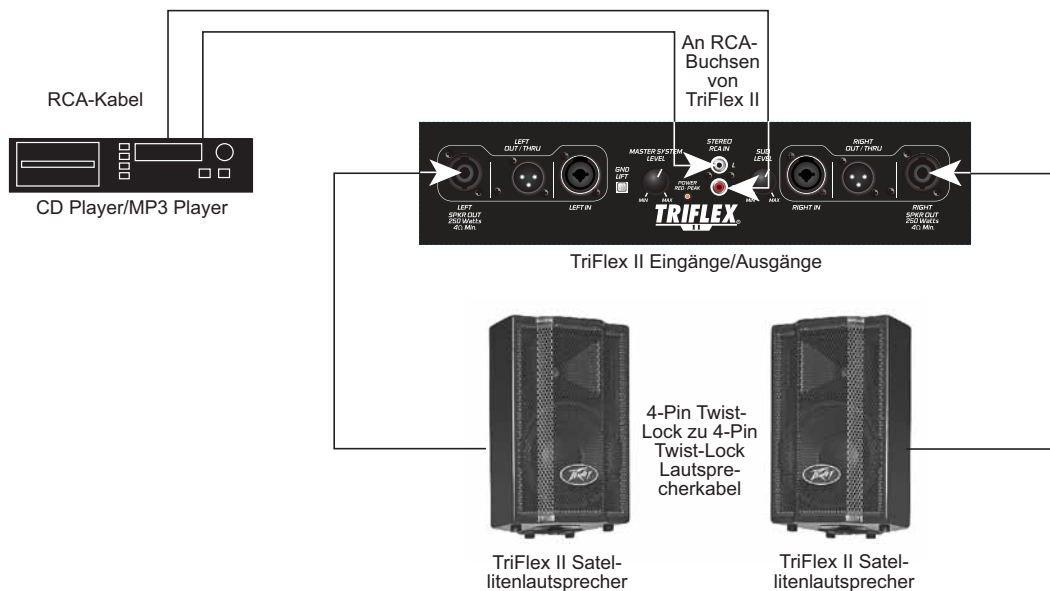 An RCA-
Buchsen
von
TriFlex II
RCA-Kabel
CD Player/MP3 Player
LEFT
OUT / THRU
LEFT
SPKR OUT
250 Watts
4Ω Min.
LEFT IN
GND
LIFT
MASTER SYSTEM
LEVEL
MIN MAX
POWER
RED - PEAK
STEREO
RCA IN
L
SUB
LEVEL
MIN MAX
TRIFLEX®
II
RIGHT
OUT / THRU
RIGHT IN
RIGHT
SPKR OUT
250 Watts
4Ω Min.
TriFlex II Eingänge/Ausgänge
4-Pin Twist-
Lock zu 4-Pin
Twist-Lock
Lautspre-
cherkabel
Peavey
Peavey
TriFlex II Satel-
litenlautsprecher
TriFlex II Satel-
litenlautsprecher